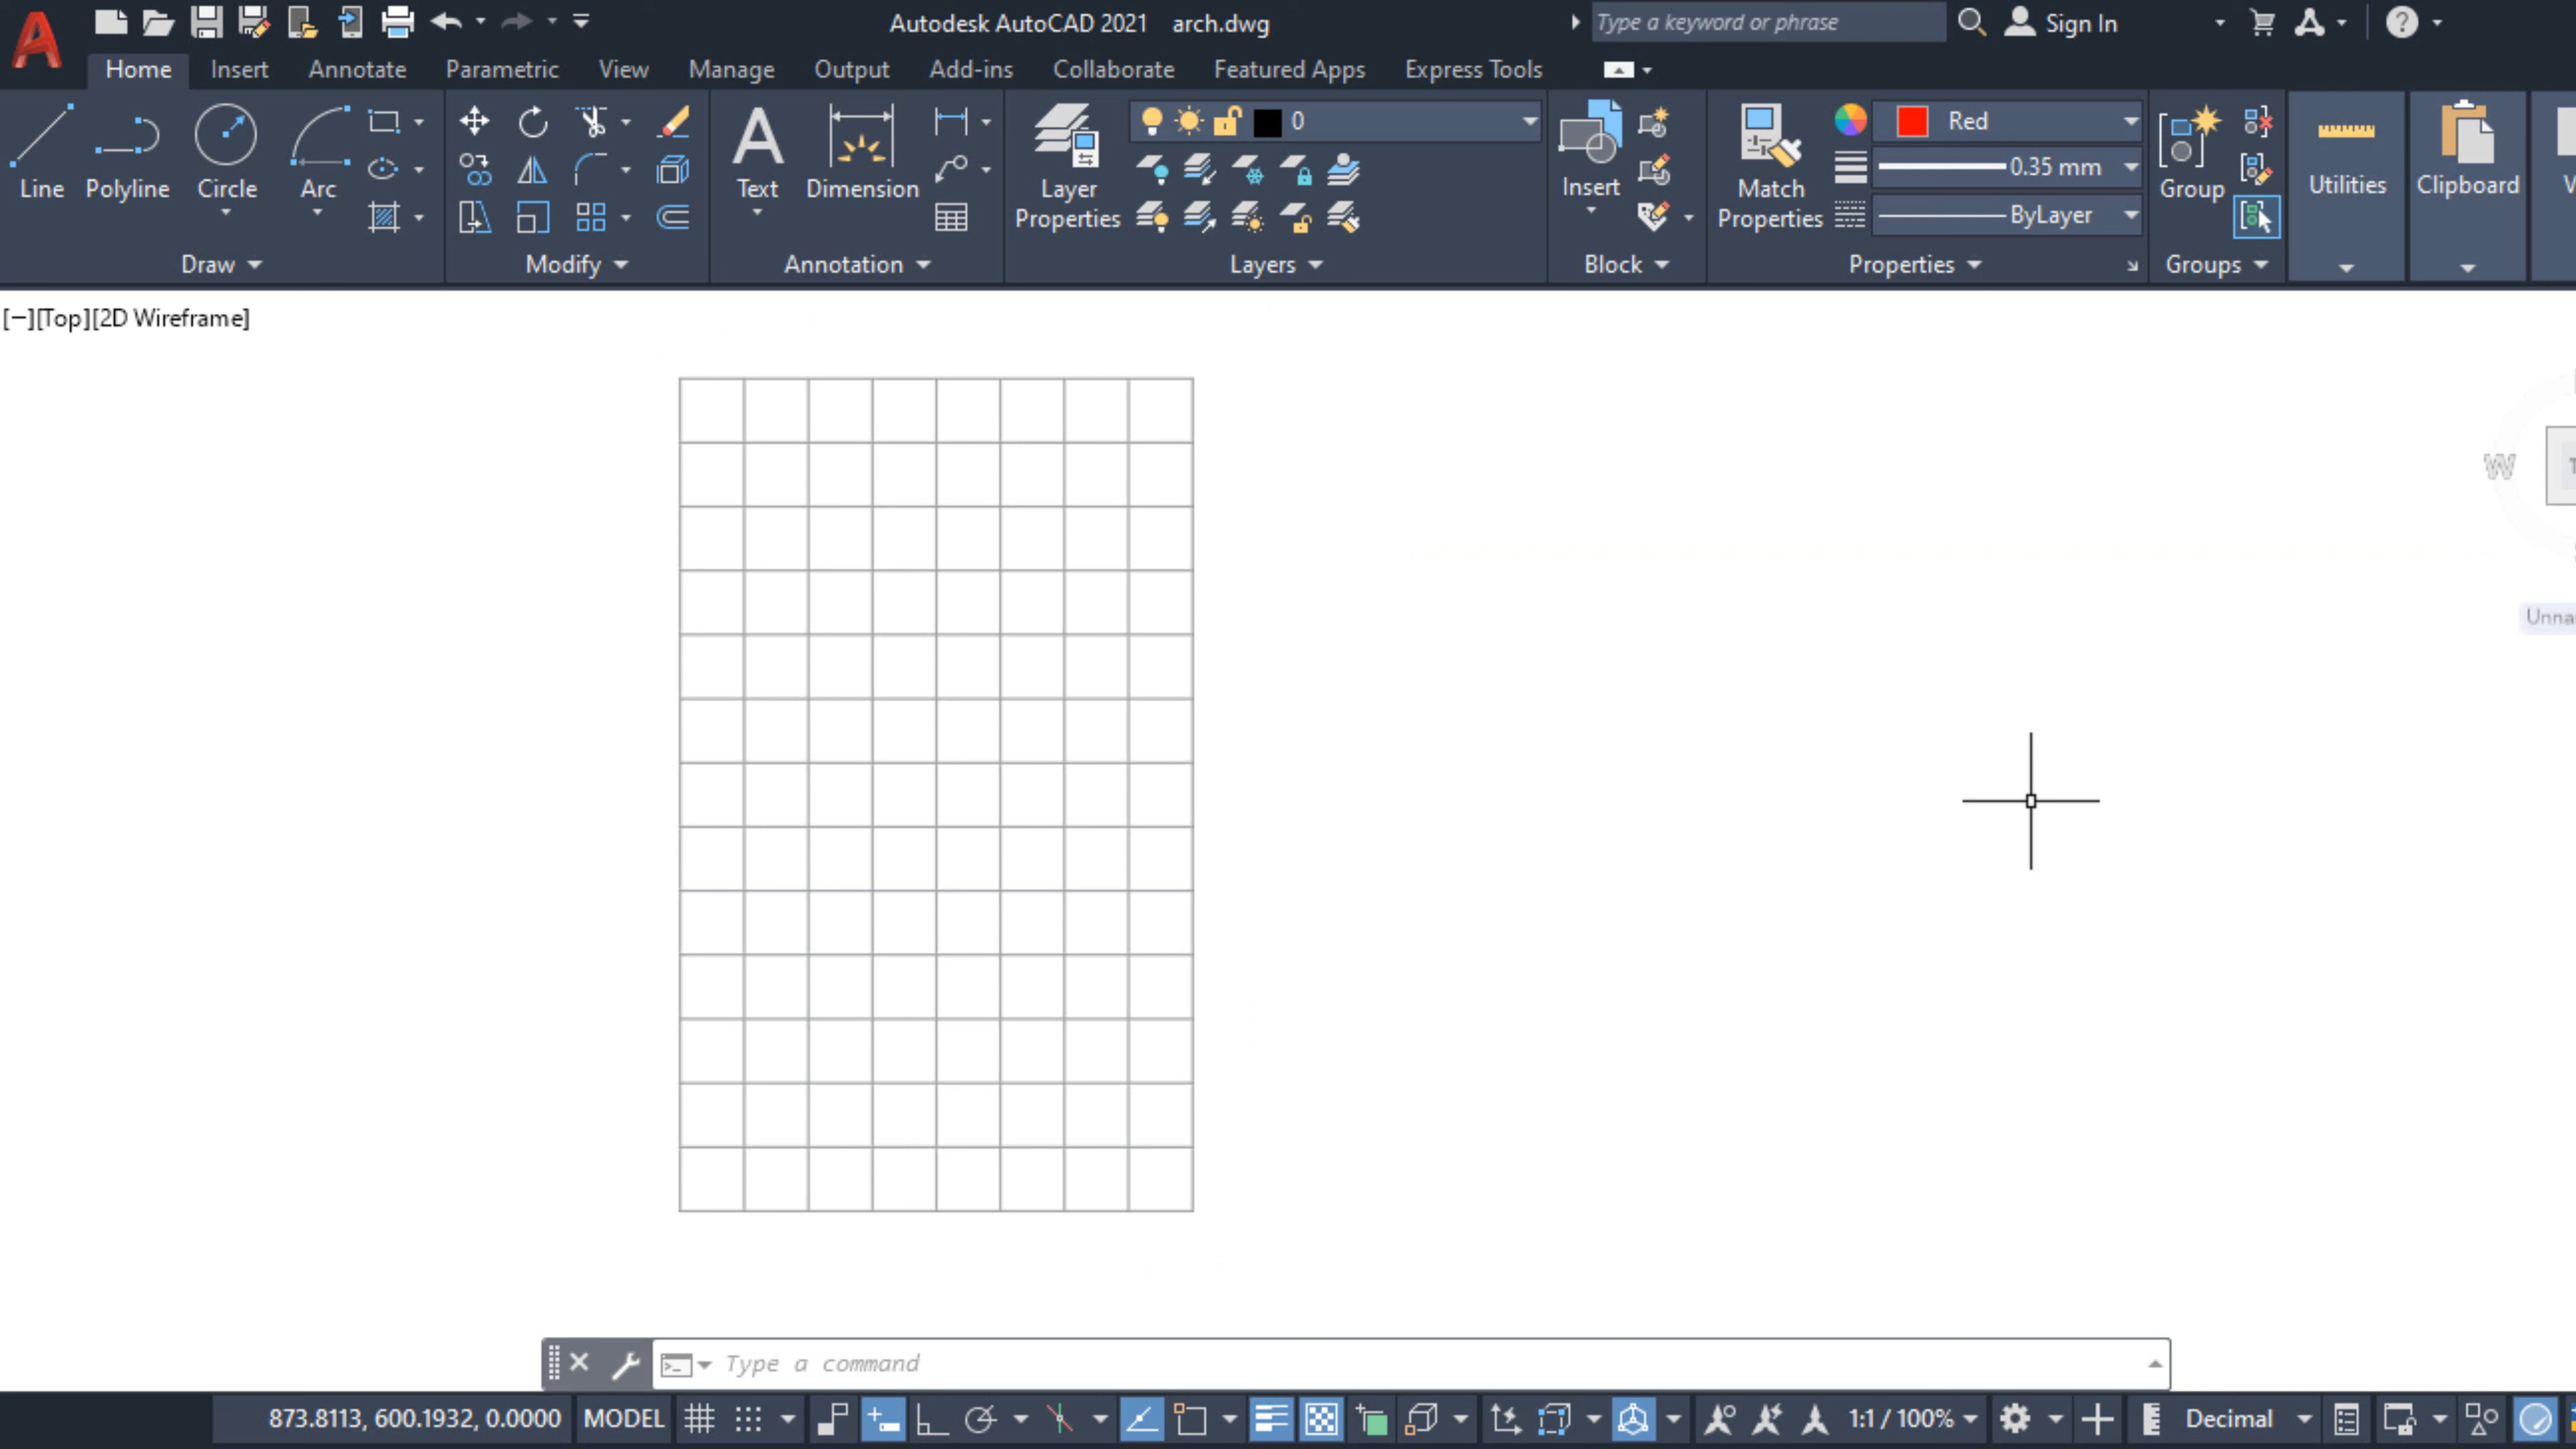 Autodesk AutoCAD 2021 arch.dwg
Type a keyword or phrase
Sign In
Home Insert Annotate Parametric View Manage Output Add-ins Collaborate Featured Apps Express Tools
0
Red
Line Polyline Circle Arc
Text Dimension
Layer Properties
Insert
Match Properties
0.35 mm
ByLayer
Group
Utilities
Clipboard
Draw
Modify
Annotation
Layers
Block
Properties
Groups
[−][Top][2D Wireframe]
W
Type a command
873.8113, 600.1932, 0.0000 MODEL
1:1 / 100%
Decimal